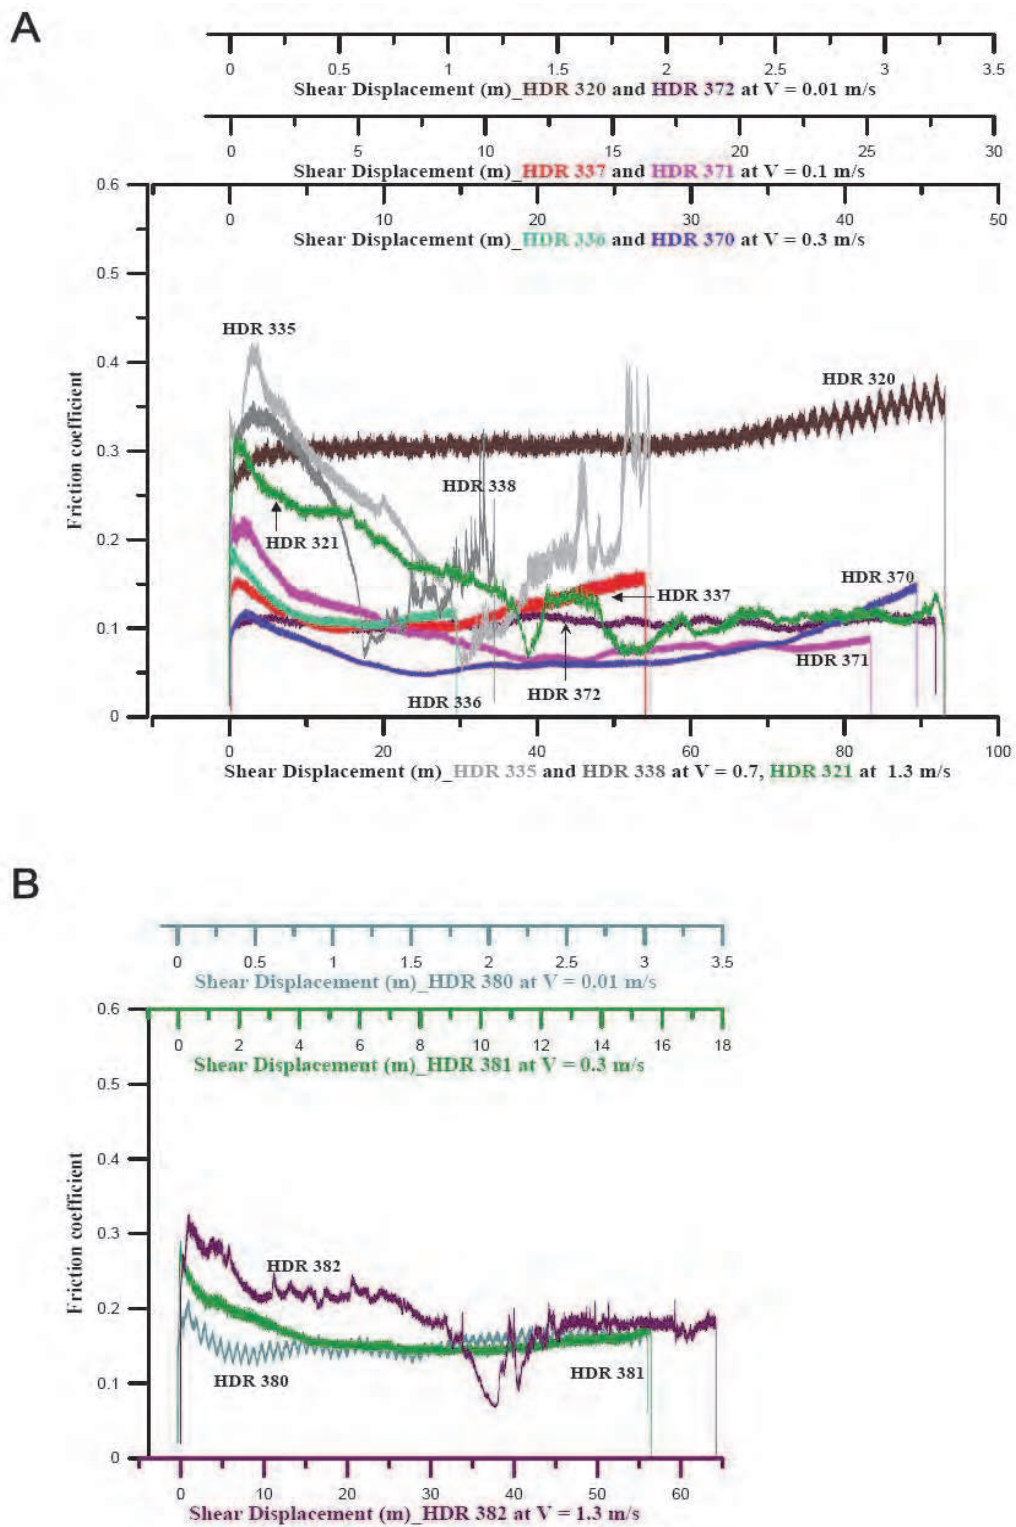 A
0 0.5 1 1.5 2 2.5 3 3.5
Shear Displacement (m)_HDR 320 and HDR 372 at V = 0.01 m/s
0 5 10 15 20 25 30
Shear Displacement (m)_HDR 337 and HDR 371 at V = 0.1 m/s
0.6
0 10 20 30 40 50
Shear Displacement (m)_HDR 336 and HDR 370 at V = 0.3 m/s
0.5
HDR 335
0.4
HDR 320
Friction coefficient
0.3
HDR 338
0.2
HDR 321
HDR 370
HDR 337
0.1
HDR 371
HDR 372
HDR 336
0
0 20 40 60 80 100
Shear Displacement (m)_HDR 335 and HDR 338 at V = 0.7, HDR 321 at 1.3 m/s
B
0 0.5 1 1.5 2 2.5 3 3.5
Shear Displacement (m)_HDR 380 at V = 0.01 m/s
0.6
0 2 4 6 8 10 12 14 16 18
Shear Displacement (m)_HDR 381 at V = 0.3 m/s
0.5
0.4
Friction coefficient
0.3
HDR 382
0.2
HDR 380
HDR 381
0.1
0
0 10 20 30 40 50 60
Shear Displacement (m)_HDR 382 at V = 1.3 m/s